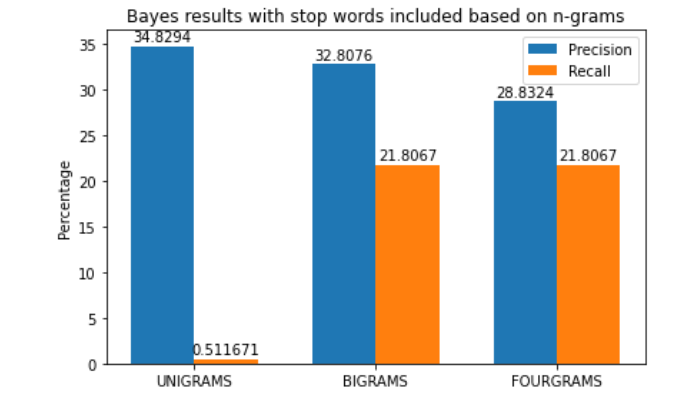 Bayes results with stop words included based on n-grams
Percentage
35
30
25
20
15
10
5
0
34.8294
0.511671
32.8076
21.8067
28.8324
21.8067
Precision
Recall
UNIGRAMS
BIGRAMS
FOURGRAMS